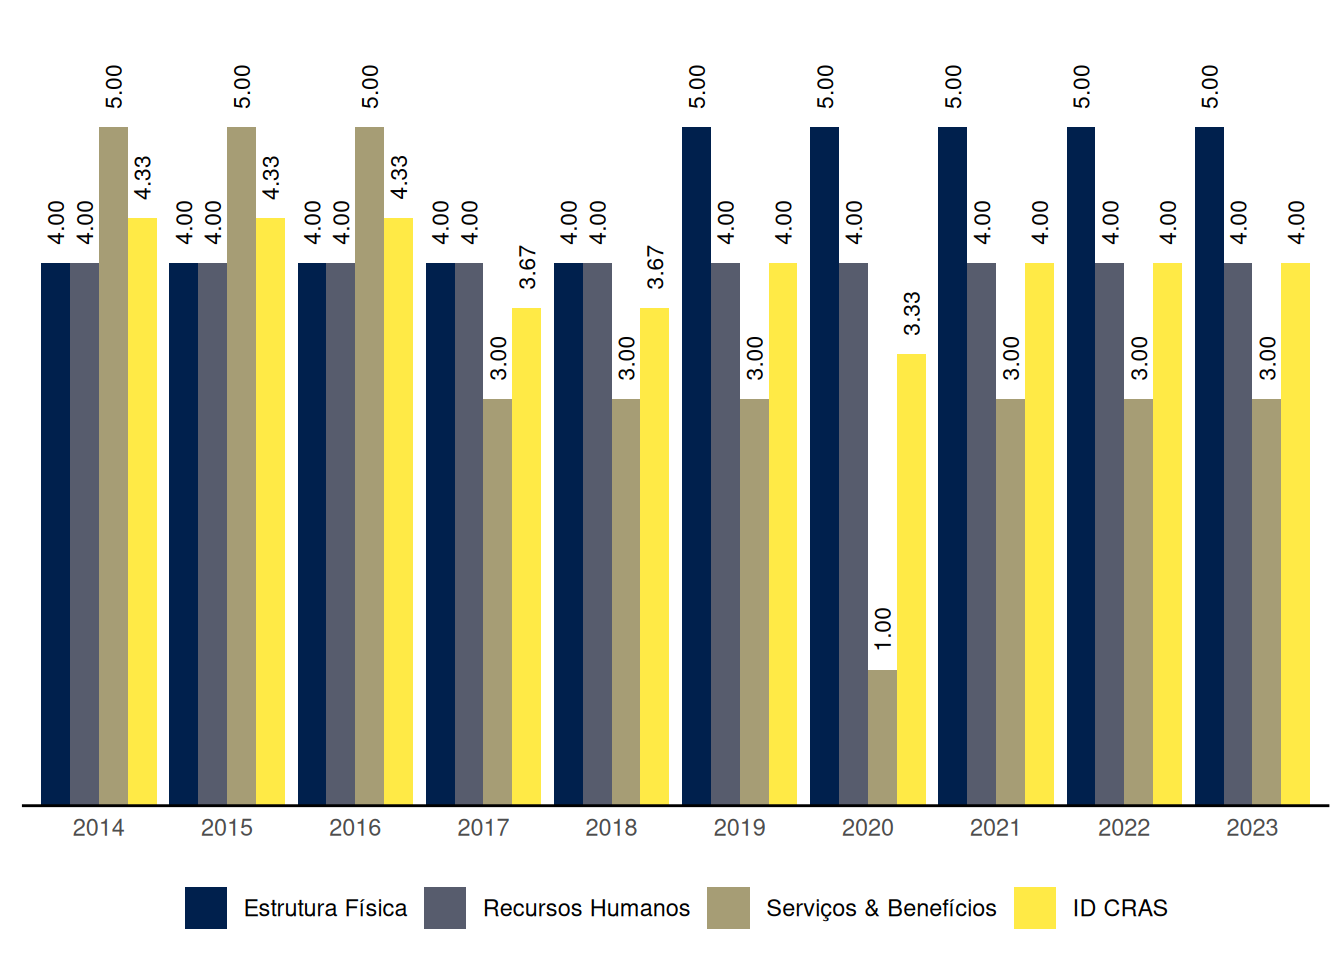 5.00 5.00 5.00 5.00 5.00 5.00 5.00 5.00
4.33 4.33 4.33
4.00 4.00 4.00 4.00 4.00 4.00 4.00 4.00 4.00 4.00 4.00 4.00 4.00 4.00 4.00 4.00 4.00 4.00 4.00
3.67 3.67
3.33
3.00 3.00 3.00 3.00 3.00 3.00
1.00
2014 2015 2016 2017 2018 2019 2020 2021 2022 2023
Estrutura Física Recursos Humanos Serviços & Benefícios ID CRAS